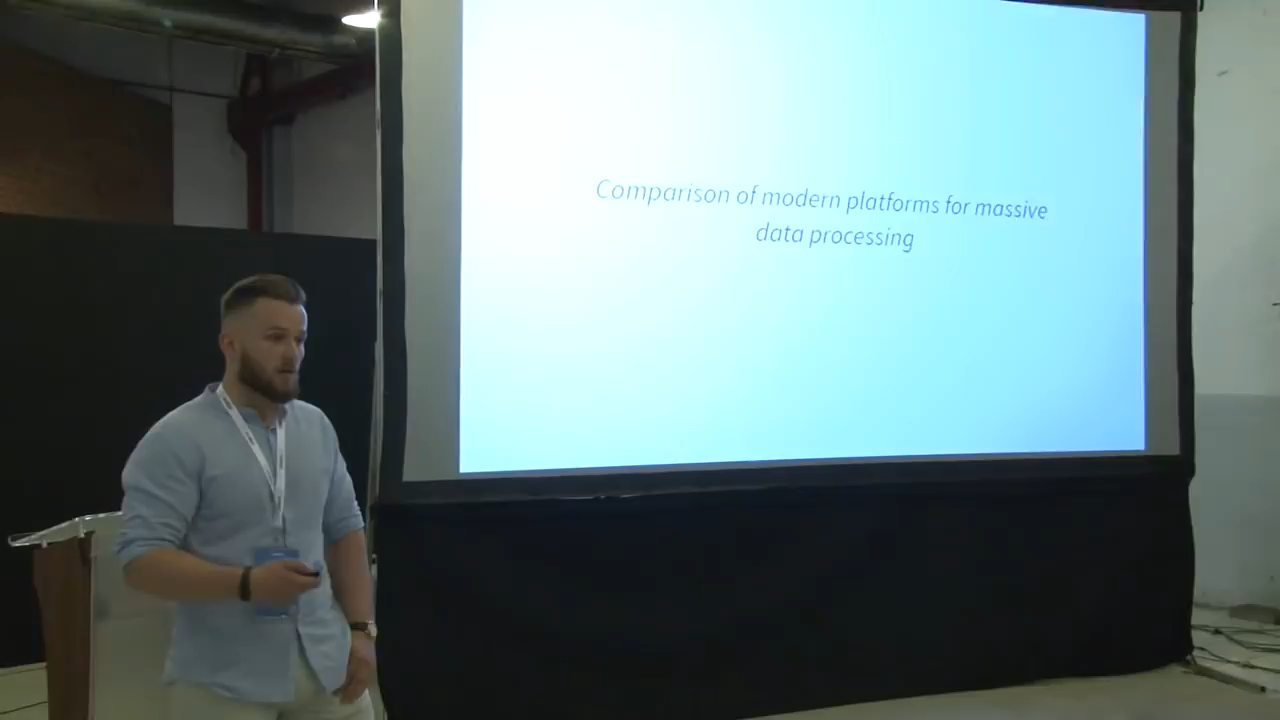 Comparison of modern platforms for massive
data processing